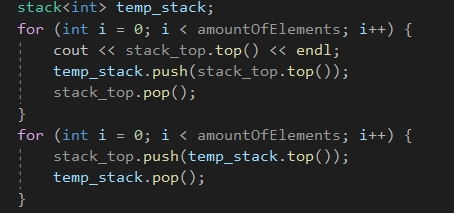 stack<int> temp_stack;
for (int i = 0; i < amountOfElements; i++) {
    cout << stack_top.top() << endl;
    temp_stack.push(stack_top.top());
    stack_top.pop();
}
for (int i = 0; i < amountOfElements; i++) {
    stack_top.push(temp_stack.top());
    temp_stack.pop();
}